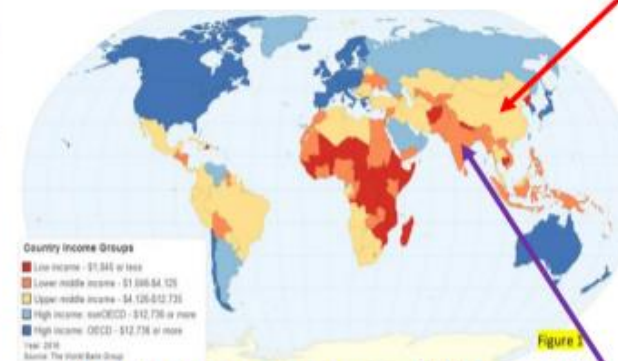 Country Income Groups
Low income - $1,045 or less
Lower middle income - $1,046-$4,125
Upper middle income - $4,126-$12,735
High income: nonOECD - $12,736 or more
High income: OECD - $12,736 or more
Year: 2016
Source: The World Bank Group
Figure 1